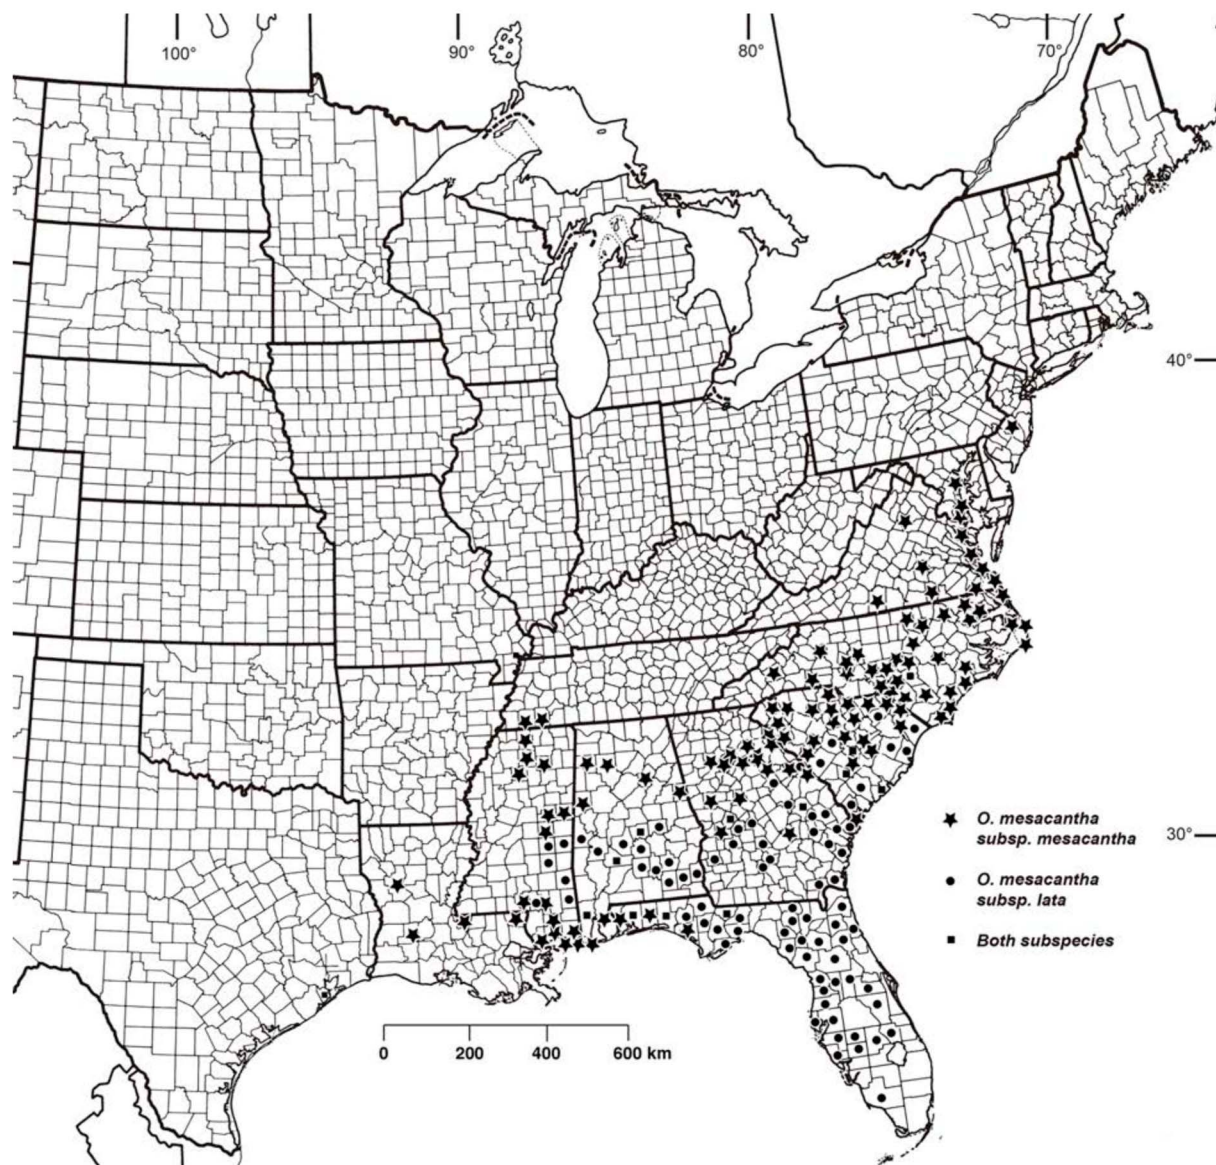 100°
90°
80°
70°
40°
30°
O. mesacantha
subsp. mesacantha
O. mesacantha
subsp. lata
Both subspecies
0 200 400 600 km